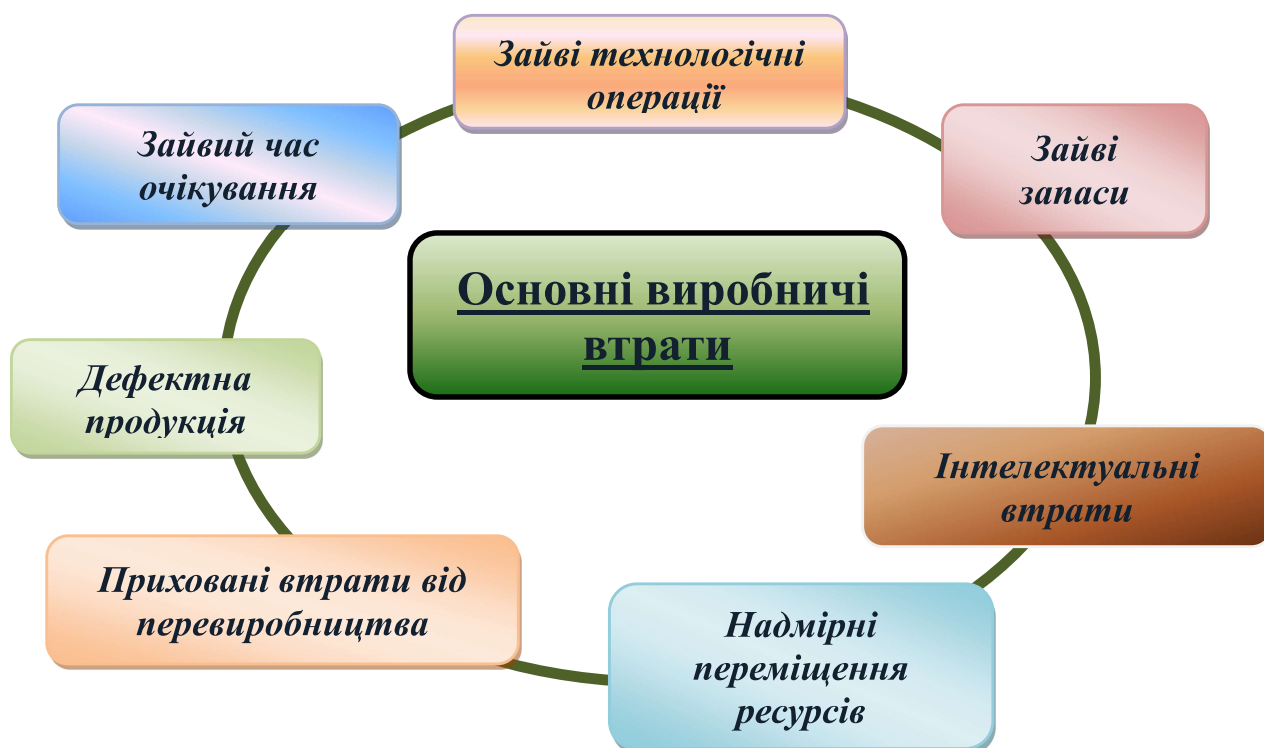 Зайві технологічні
операції
Зайвий час
очікування
Зайві
запаси
Основні виробничі
втрати
Дефектна
продукція
Інтелектуальні
втрати
Приховані втрати від
перевиробництва
Надмірні
переміщення
ресурсів